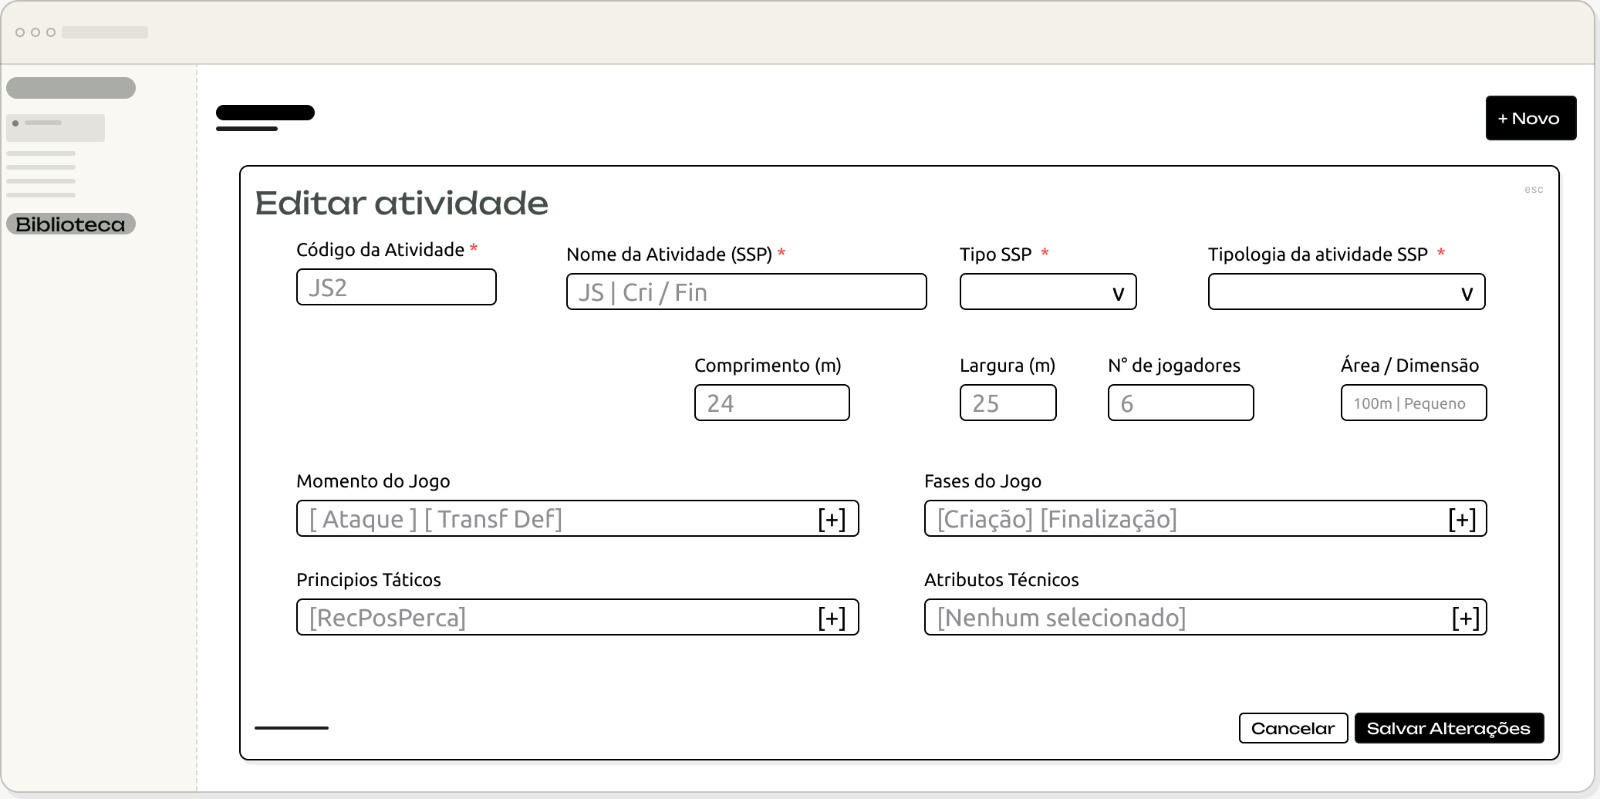 + Novo
Biblioteca
Editar atividade
esc
Código da Atividade *
JS2
Nome da Atividade (SSP) *
JS | Cri / Fin
Tipo SSP *
v
Tipologia da atividade SSP *
v
Comprimento (m)
24
Largura (m)
25
N° de jogadores
6
Área / Dimensão
100m | Pequeno
Momento do Jogo
[ Ataque ] [ Transf Def] [+]
Fases do Jogo
[Criação] [Finalização] [+]
Principios Táticos
[RecPosPerca] [+]
Atributos Técnicos
[Nenhum selecionado] [+]
Cancelar
Salvar Alterações